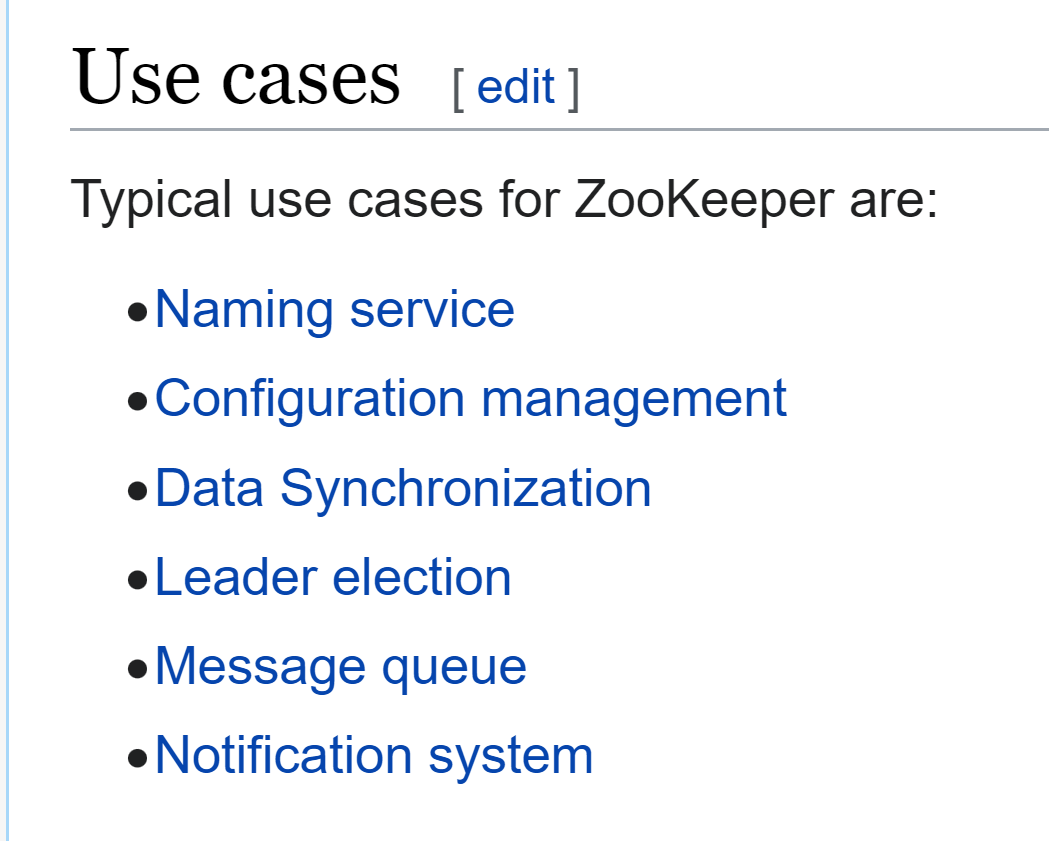 Use cases [ edit ]
Typical use cases for ZooKeeper are:
•Naming service
•Configuration management
•Data Synchronization
•Leader election
•Message queue
•Notification system